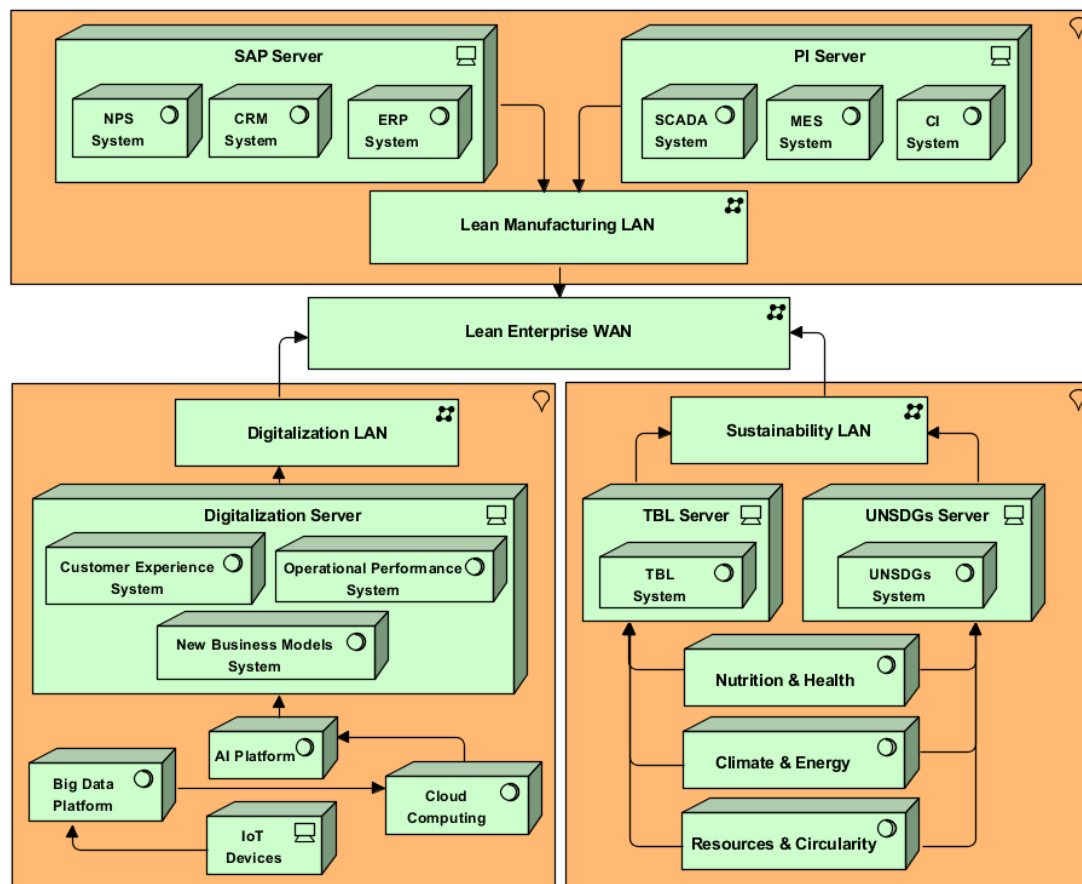 SAP Server
NPS
System
CRM
System
ERP
System
PI Server
SCADA
System
MES
System
CI
System
Lean Manufacturing LAN
Lean Enterprise WAN
Digitalization LAN
Digitalization Server
Customer Experience
System
Operational Performance
System
New Business Models
System
AI Platform
Big Data
Platform
Cloud
Computing
IoT
Devices
Sustainability LAN
TBL Server
TBL
System
UNSDGs Server
UNSDGs
System
Nutrition & Health
Climate & Energy
Resources & Circularity